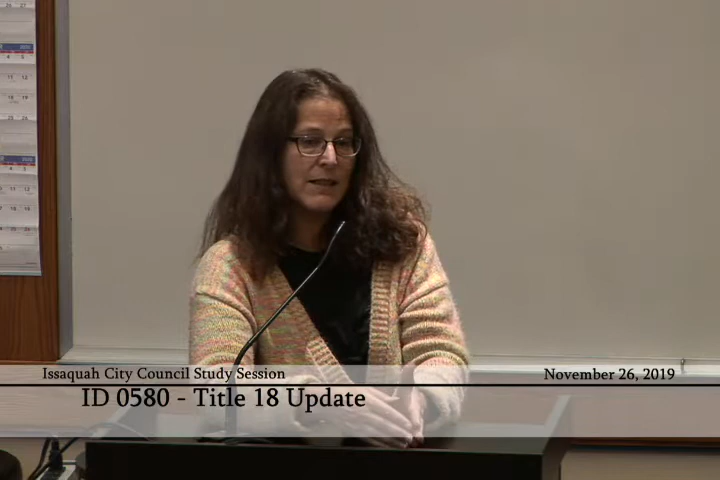 Issaquah City Council Study Session
November 26, 2019
ID 0580 - Title 18 Update